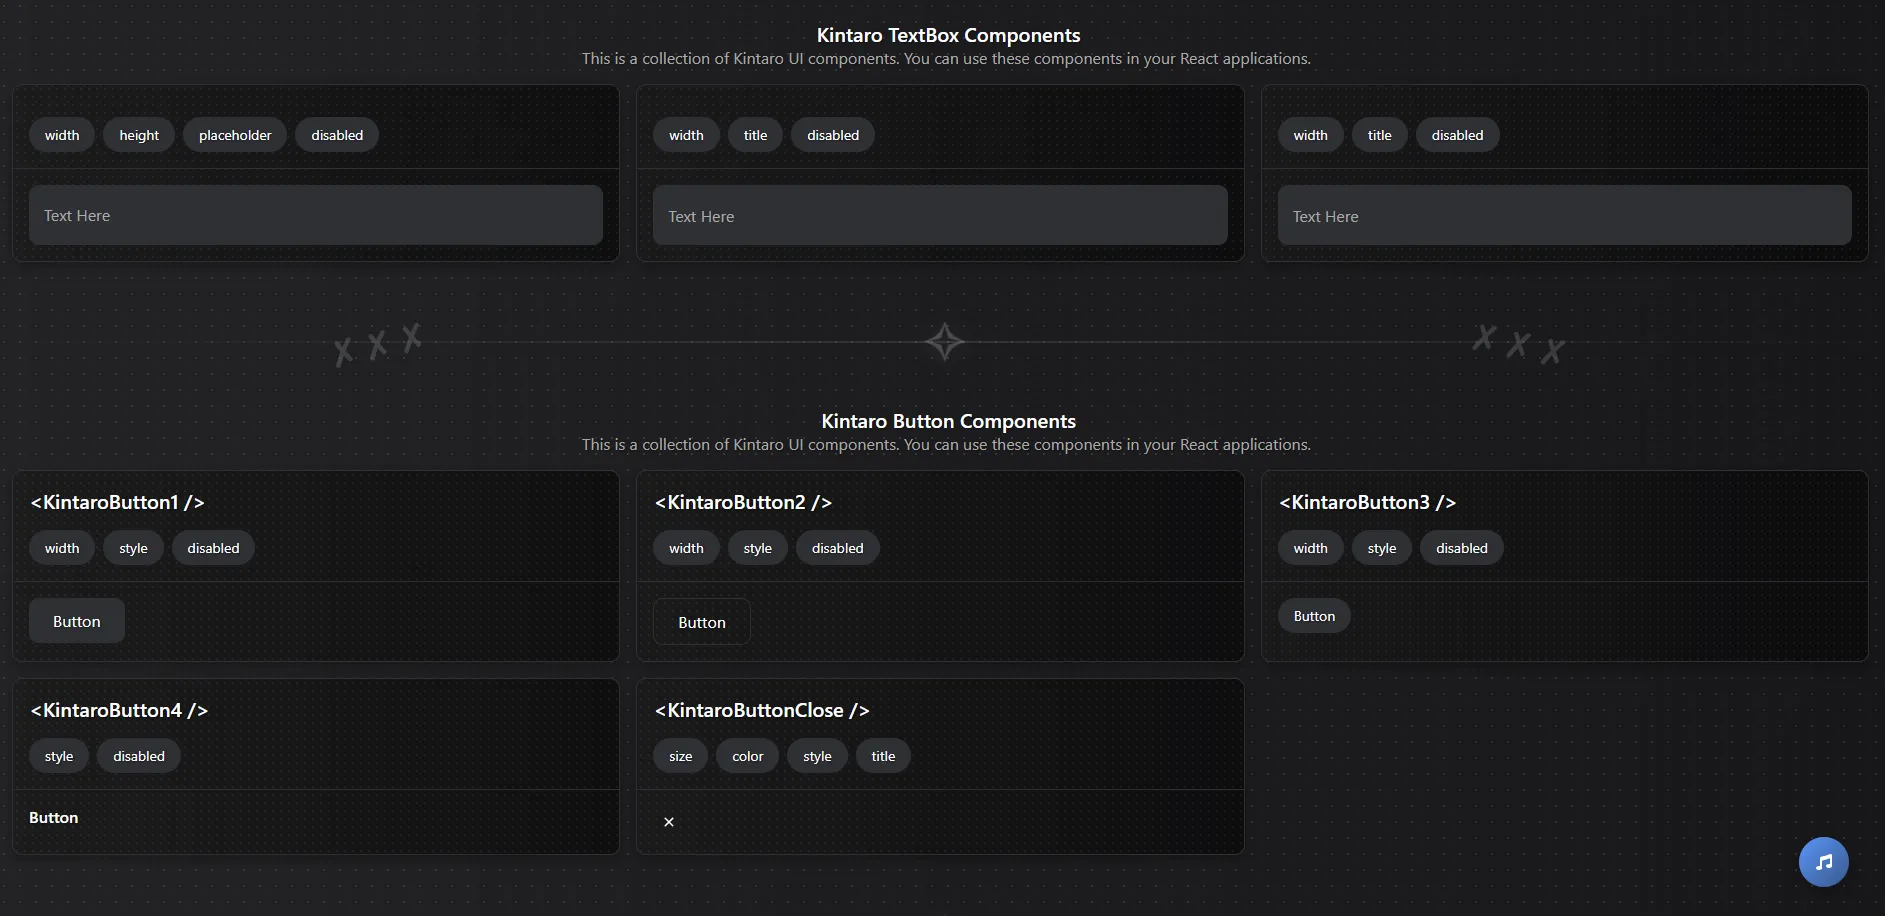 Kintaro TextBox Components
This is a collection of Kintaro UI components. You can use these components in your React applications.
width height placeholder disabled
Text Here
width title disabled
Text Here
width title disabled
Text Here
Kintaro Button Components
This is a collection of Kintaro UI components. You can use these components in your React applications.
<KintaroButton1 />
width style disabled
Button
<KintaroButton2 />
width style disabled
Button
<KintaroButton3 />
width style disabled
Button
<KintaroButton4 />
style disabled
Button
<KintaroButtonClose />
size color style title
×